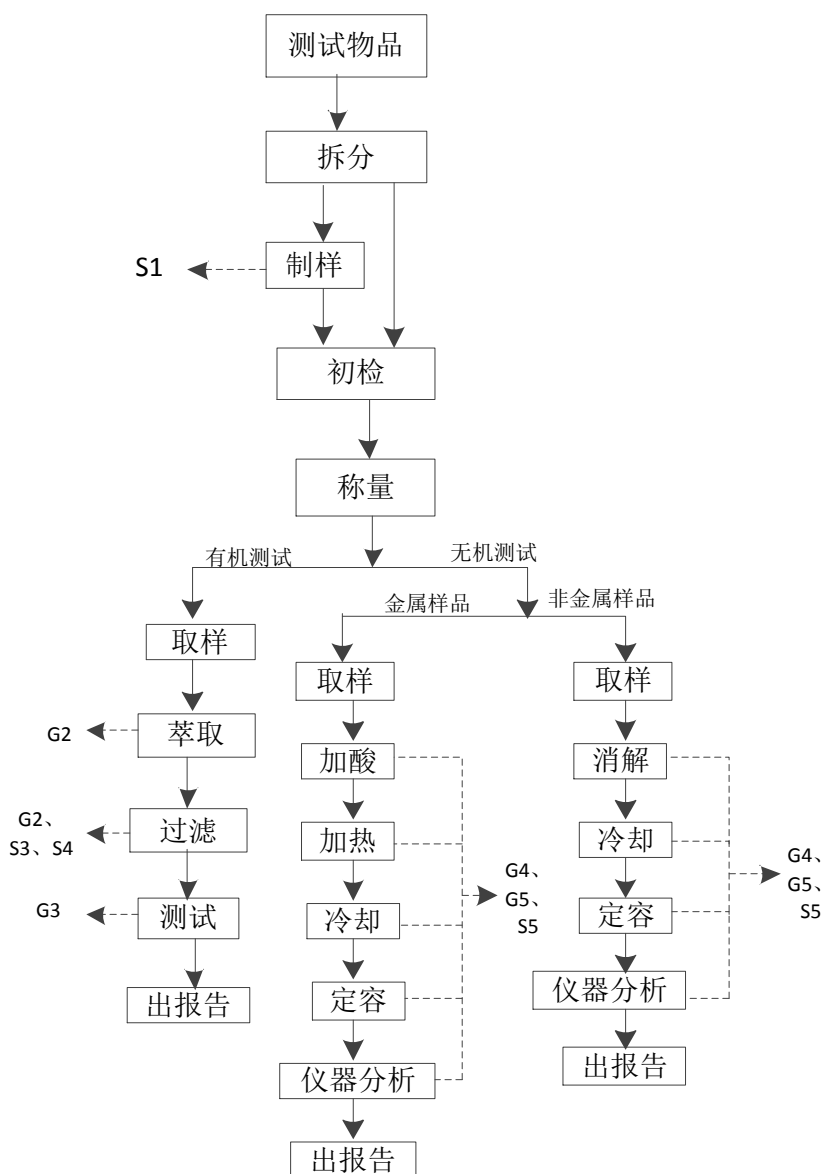 测试物品
拆分
S1
制样
初检
称量
有机测试
无机测试
金属样品
非金属样品
取样
取样
取样
G2
萃取
加酸
消解
G2、
S3、S4
过滤
加热
冷却
G4、
G5、
S5
G4、
G5、
S5
G3
测试
冷却
定容
出报告
定容
仪器分析
仪器分析
出报告
出报告